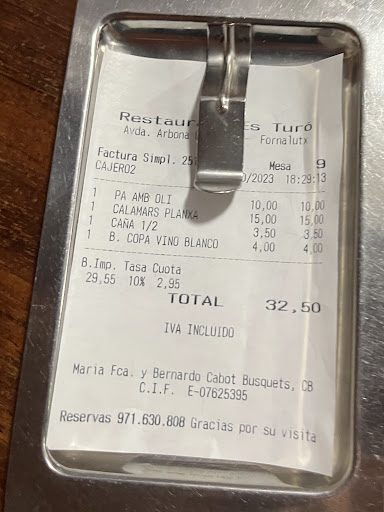 Restaur Es Turó
Avda. Arbona Fornalutx
Factura Simpl. Mesa 9
CAJERO2 /2023 18:29:13
1 PA AMB OLI 10,00 10,00
1 CALAMARS PLANXA 15,00 15,00
1 CAÑA 1/2 3,50 3,50
1 B. COPA VINO BLANCO 4,00 4,00
B.Imp. Tasa Cuota
29,55 10% 2,95
TOTAL 32,50
IVA INCLUIDO
Maria Fca. y Bernardo Cabot Busquets, CB
C.I.F. E-07625395
Reservas 971.630.808 Gracias por su visita